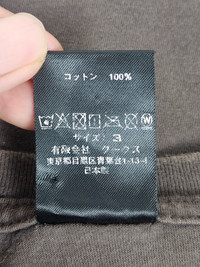 コットン 100%
サイズ: 3
有限会社 クークス
東京都目黒区青葉台1-13-4
日本製